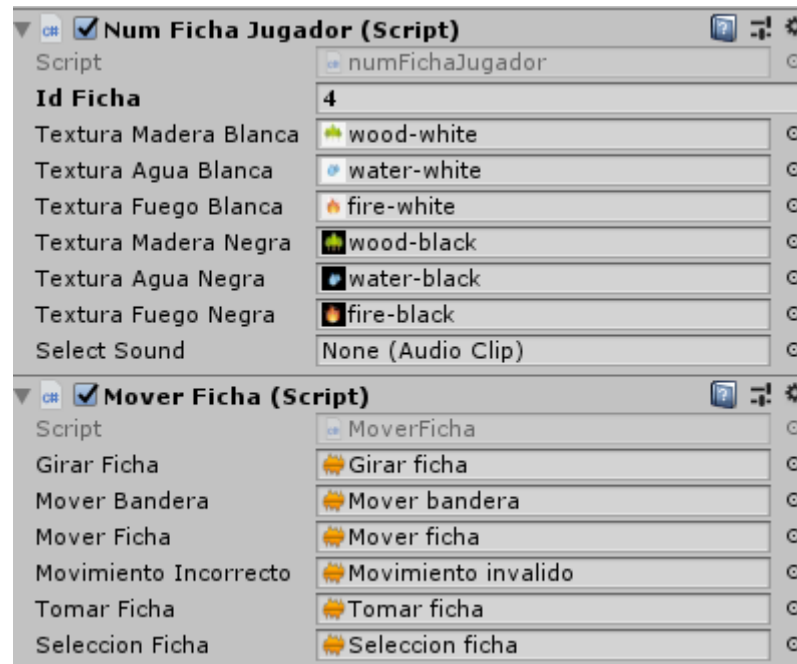 Num Ficha Jugador (Script)
Script numFichaJugador
Id Ficha 4
Textura Madera Blanca wood-white
Textura Agua Blanca water-white
Textura Fuego Blanca fire-white
Textura Madera Negra wood-black
Textura Agua Negra water-black
Textura Fuego Negra fire-black
Select Sound None (Audio Clip)
Mover Ficha (Script)
Script MoverFicha
Girar Ficha Girar ficha
Mover Bandera Mover bandera
Mover Ficha Mover ficha
Movimiento Incorrecto Movimiento invalido
Tomar Ficha Tomar ficha
Seleccion Ficha Seleccion ficha